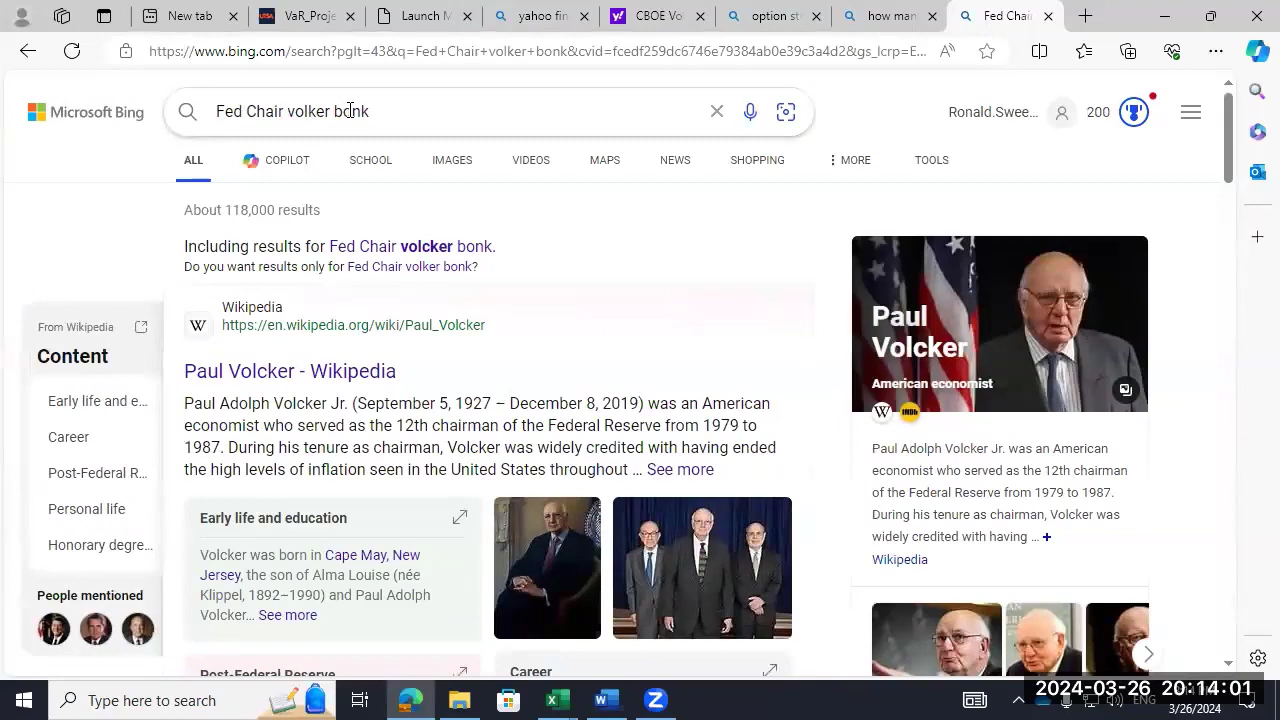 New tab
VaR_Proje
Launch M
yahoo fin
CBOE Vo
option st
how man
Fed Chai
https://www.bing.com/search?pglt=43&q=Fed+Chair+volker+bonk&cvid=fcedf259dc6746e79384ab0e39c3a4d2&gs_lcrp=E...
Microsoft Bing
Fed Chair volker bonk
Ronald.Swee...
200
ALL
COPILOT
SCHOOL
IMAGES
VIDEOS
MAPS
NEWS
SHOPPING
MORE
TOOLS
About 118,000 results
Including results for Fed Chair volcker bonk.
Do you want results only for Fed Chair volker bonk?
From Wikipedia
Content
Early life and e...
Career
Post-Federal R...
Personal life
Honorary degre...
People mentioned
Wikipedia
W
https://en.wikipedia.org/wiki/Paul_Volcker
Paul Volcker - Wikipedia
Paul Adolph Volcker Jr. (September 5, 1927 – December 8, 2019) was an American
economist who served as the 12th chairman of the Federal Reserve from 1979 to
1987. During his tenure as chairman, Volcker was widely credited with having ended
the high levels of inflation seen in the United States throughout ... See more
Early life and education
Volcker was born in Cape May, New
Jersey, the son of Alma Louise (née
Klippel, 1892–1990) and Paul Adolph
Volcker... See more
Post-Federal Reserve
Career
Paul
Volcker
American economist
W
IMDb
Paul Adolph Volcker Jr. was an American
economist who served as the 12th chairman
of the Federal Reserve from 1979 to 1987.
During his tenure as chairman, Volcker was
widely credited with having ... +
Wikipedia
Type here to search
ENG
2024-03-26 20:14:01
3/26/2024